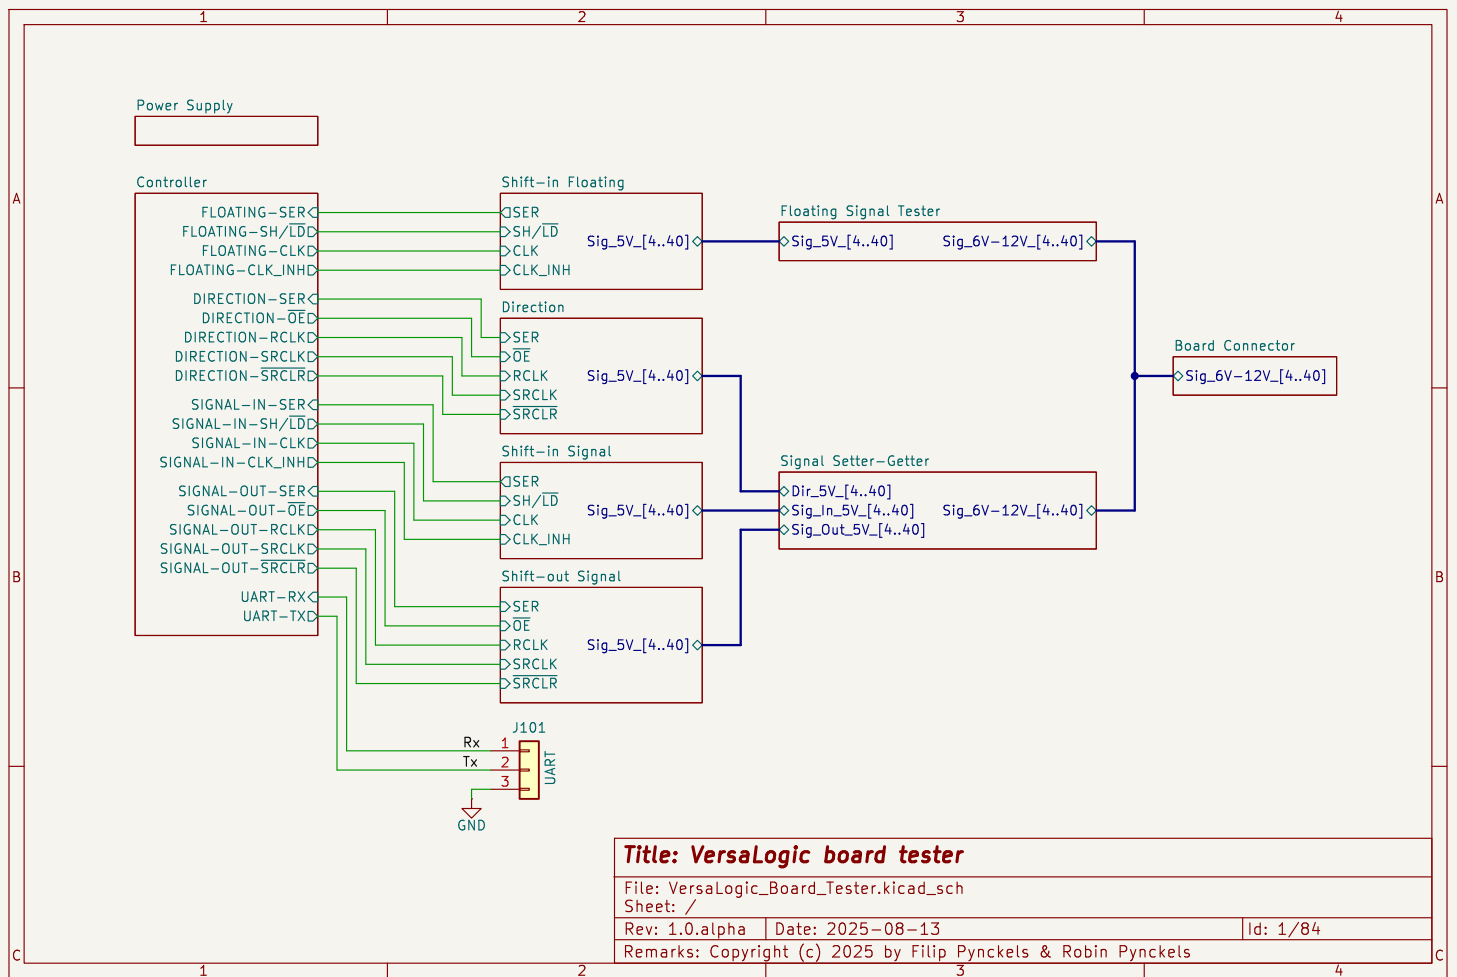 1 2 3 4
Power Supply
Controller
A
FLOATING-SER
FLOATING-SH/LD
FLOATING-CLK
FLOATING-CLK_INH
DIRECTION-SER
DIRECTION-OE
DIRECTION-RCLK
DIRECTION-SRCLK
DIRECTION-SRCLR
SIGNAL-IN-SER
SIGNAL-IN-SH/LD
SIGNAL-IN-CLK
SIGNAL-IN-CLK_INH
SIGNAL-OUT-SER
SIGNAL-OUT-OE
SIGNAL-OUT-RCLK
SIGNAL-OUT-SRCLK
SIGNAL-OUT-SRCLR
UART-RX
UART-TX
B
Shift-in Floating
SER
SH/LD
CLK
CLK_INH
Sig_5V_[4..40]
Direction
SER
OE
RCLK
SRCLK
SRCLR
Sig_5V_[4..40]
Shift-in Signal
SER
SH/LD
CLK
CLK_INH
Sig_5V_[4..40]
Shift-out Signal
SER
OE
RCLK
SRCLK
SRCLR
Sig_5V_[4..40]
J101
Rx 1
Tx 2
3
UART
GND
Floating Signal Tester
Sig_5V_[4..40] Sig_6V-12V_[4..40]
Signal Setter-Getter
Dir_5V_[4..40]
Sig_In_5V_[4..40] Sig_6V-12V_[4..40]
Sig_Out_5V_[4..40]
Board Connector
Sig_6V-12V_[4..40]
A
B
Title: VersaLogic board tester
File: VersaLogic_Board_Tester.kicad_sch
Sheet: /
Rev: 1.0.alpha Date: 2025-08-13 Id: 1/84
Remarks: Copyright (c) 2025 by Filip Pynckels & Robin Pynckels
C C
1 2 3 4